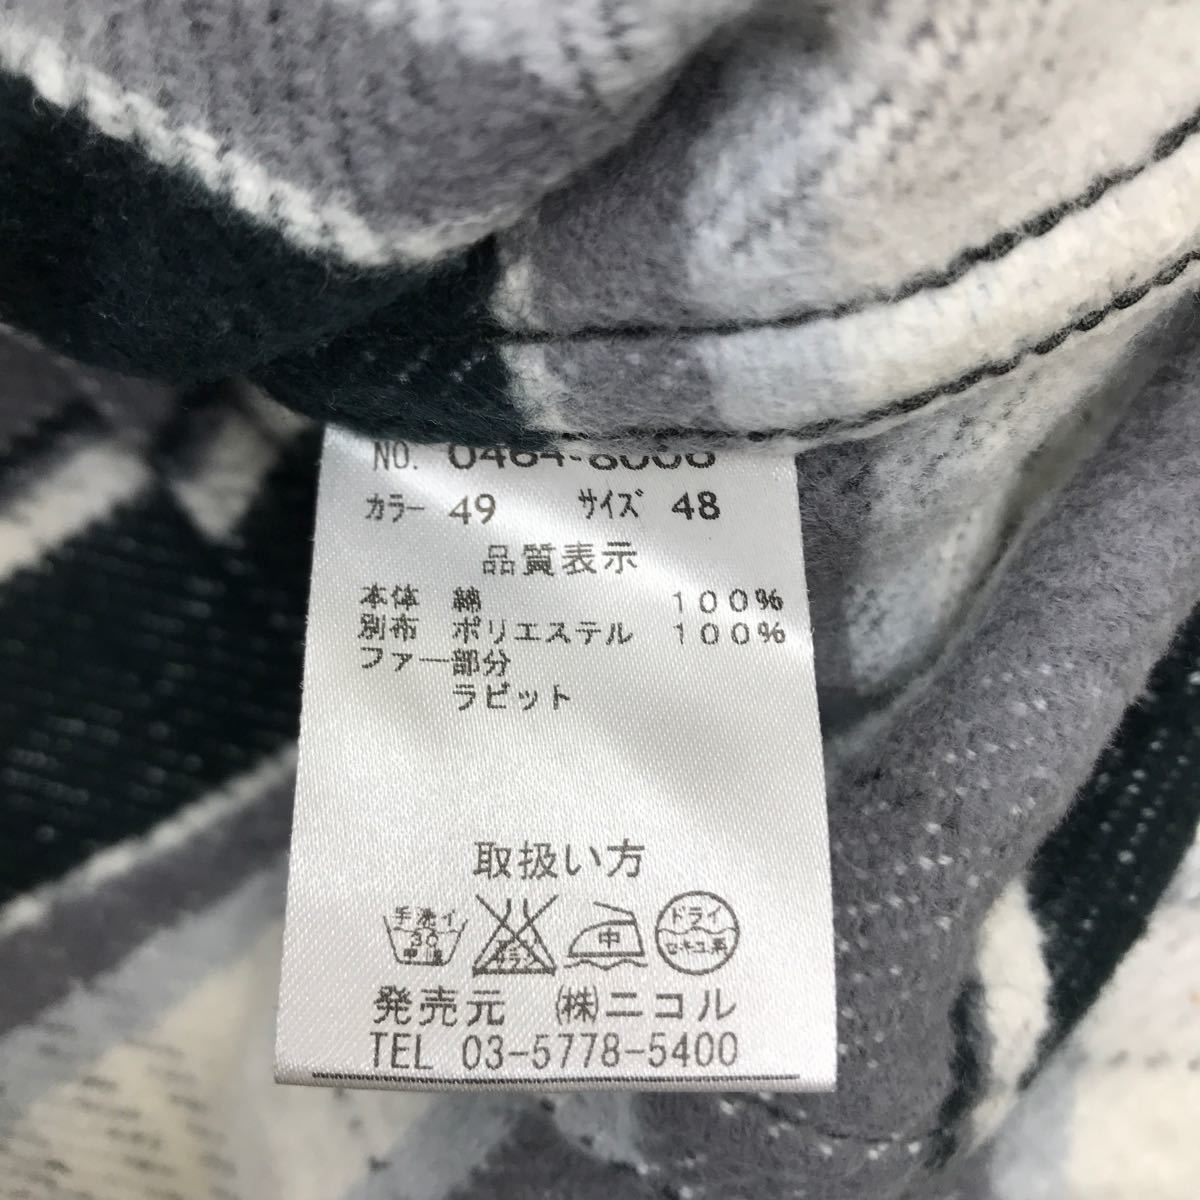 NO. 0464-8006
カラー 49 サイズ 48
品質表示
本体 綿 100%
別布 ポリエステル 100%
ファー部分
ラビット
取扱い方
手洗イ 30 中 ドライ
セキユ系
発売元 ㈱ニコル
TEL 03-5778-5400